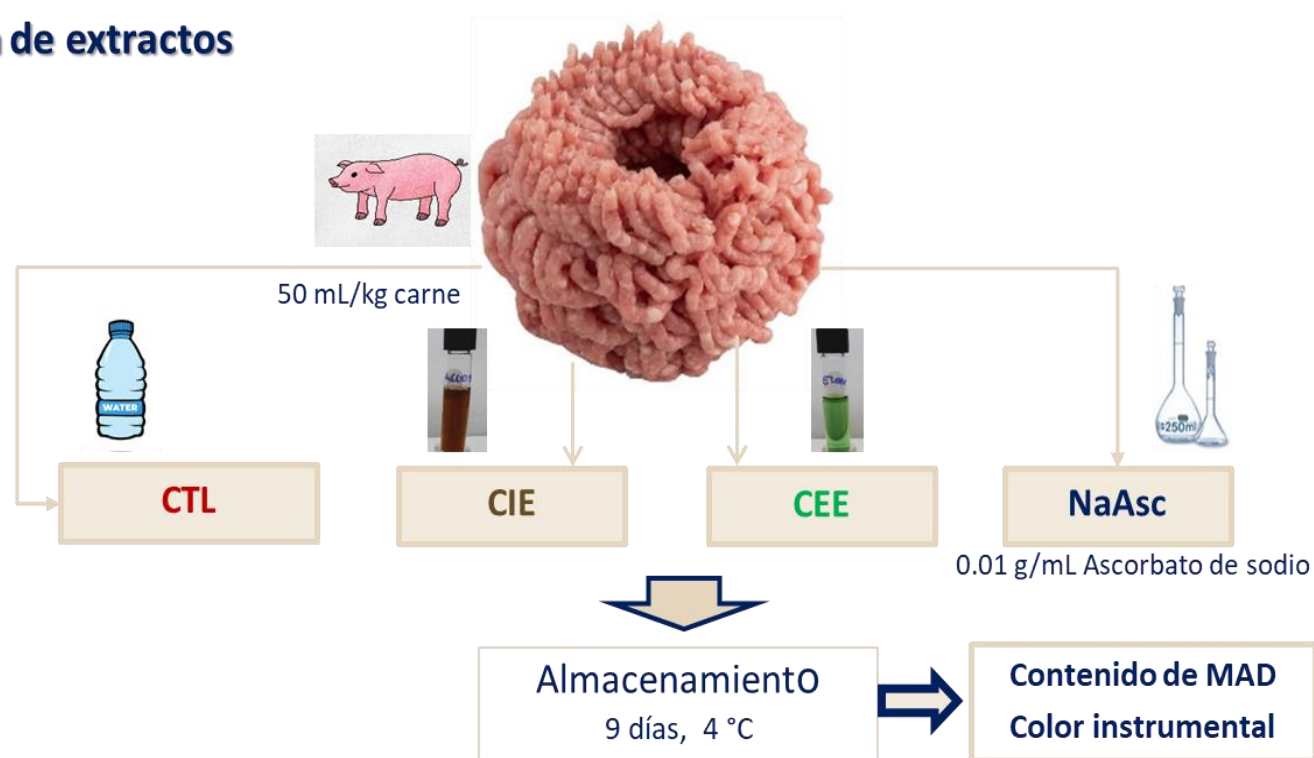 de extractos
50 mL/kg carne
WATER
250ml
CTL
CIE
CEE
NaAsc
0.01 g/mL Ascorbato de sodio
Almacenamiento
9 días, 4 °C
Contenido de MAD
Color instrumental